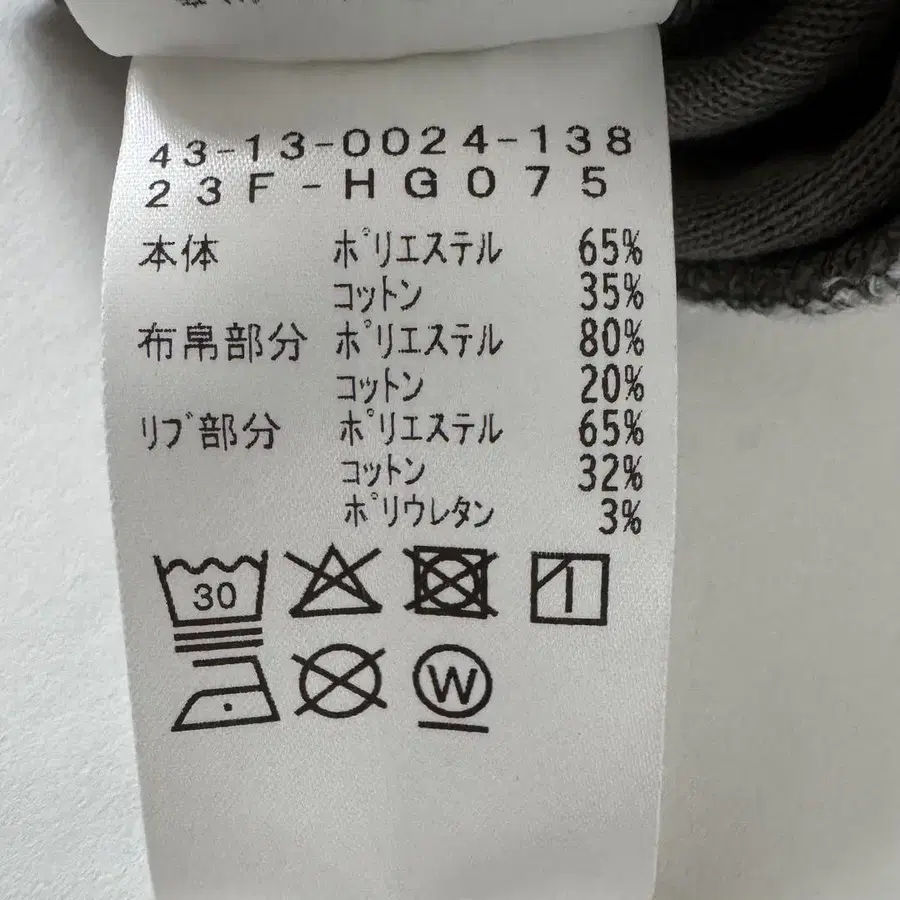 43-13-0024-138
23F-HG075
本体 ポリエステル 65%
コットン 35%
布帛部分 ポリエステル 80%
コットン 20%
リブ部分 ポリエステル 65%
コットン 32%
ポリウレタン 3%
30
W